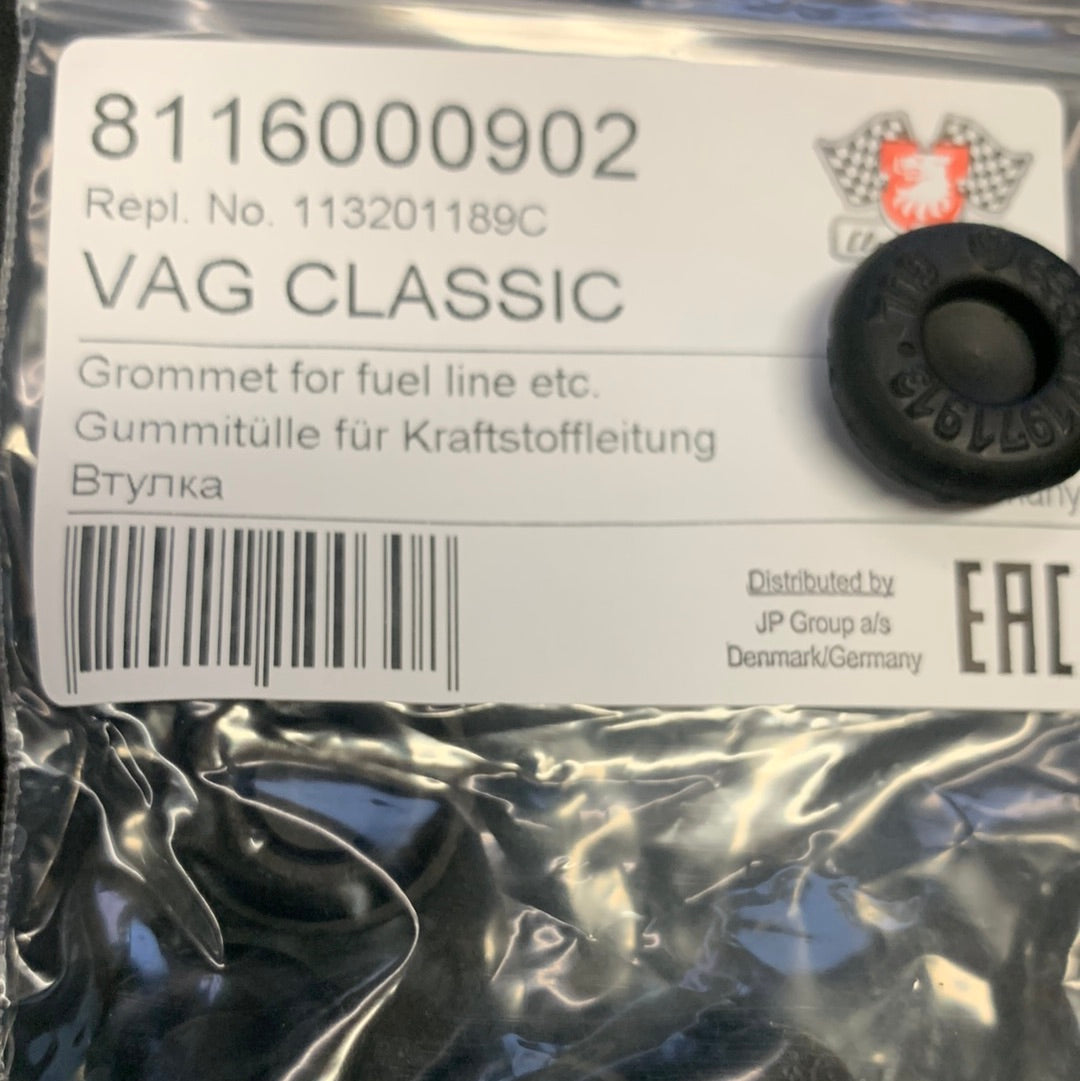 8116000902
Repl. No. 113201189C
VAG CLASSIC
Grommet for fuel line etc.
Gummitülle für Kraftstoffleitung
Втулка
Distributed by
JP Group a/s
Denmark/Germany
EAC